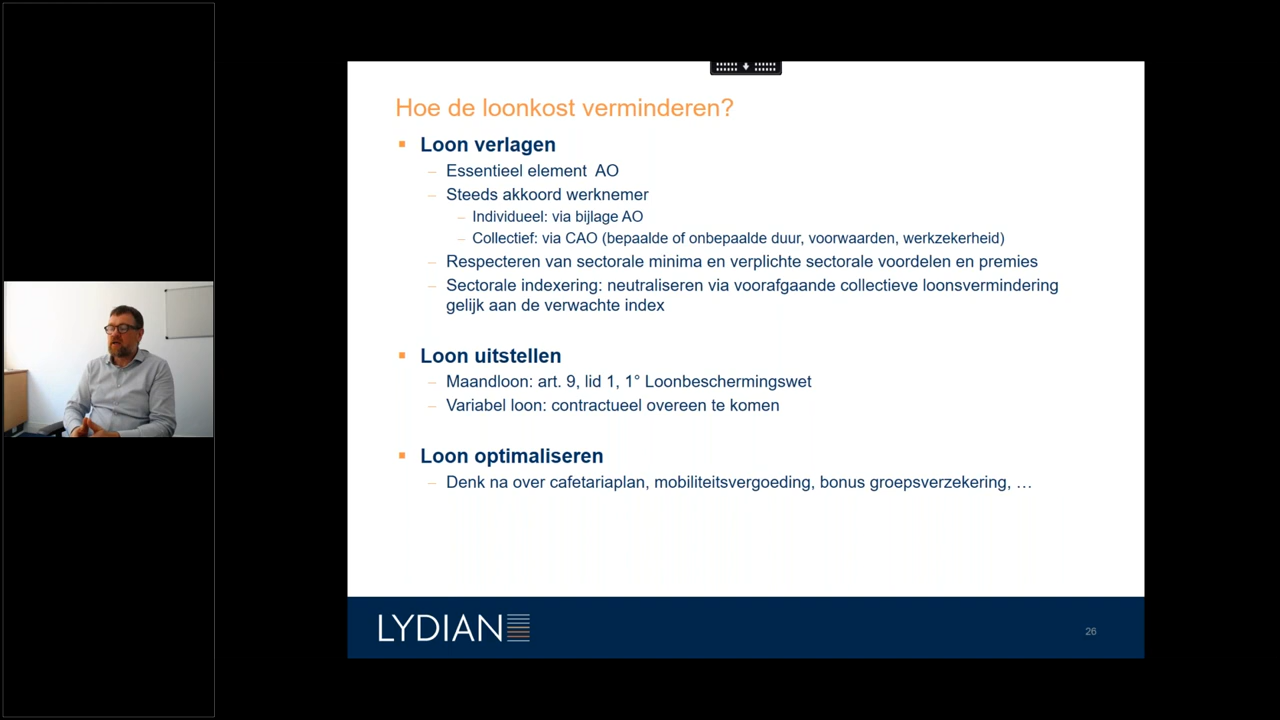 Hoe de loonkost verminderen?
Loon verlagen
Essentieel element AO
Steeds akkoord werknemer
Individueel: via bijlage AO
Collectief: via CAO (bepaalde of onbepaalde duur, voorwaarden, werkzekerheid)
Respecteren van sectorale minima en verplichte sectorale voordelen en premies
Sectorale indexering: neutraliseren via voorafgaande collectieve loonsvermindering
gelijk aan de verwachte index
Loon uitstellen
Maandloon: art. 9, lid 1, 1° Loonbeschermingswet
Variabel loon: contractueel overeen te komen
Loon optimaliseren
Denk na over cafetariaplan, mobiliteitsvergoeding, bonus groepsverzekering, …
LYDIAN
26